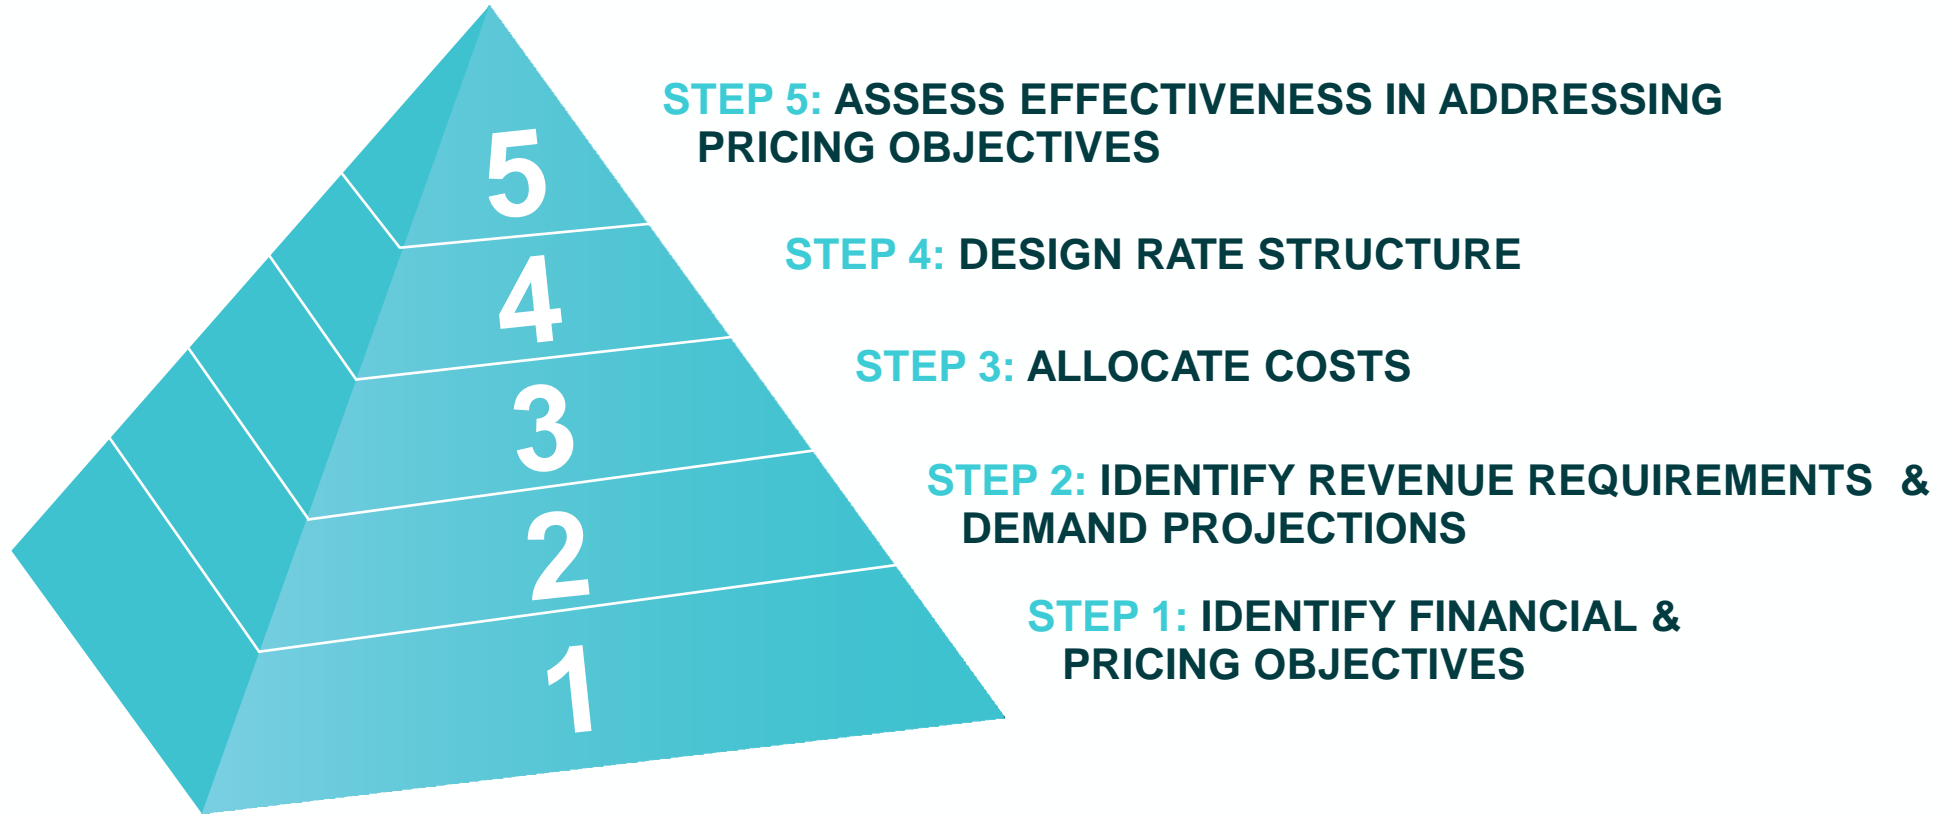 5
STEP 5: ASSESS EFFECTIVENESS IN ADDRESSING
PRICING OBJECTIVES
4
STEP 4: DESIGN RATE STRUCTURE
3
STEP 3: ALLOCATE COSTS
2
STEP 2: IDENTIFY REVENUE REQUIREMENTS &
DEMAND PROJECTIONS
1
STEP 1: IDENTIFY FINANCIAL &
PRICING OBJECTIVES